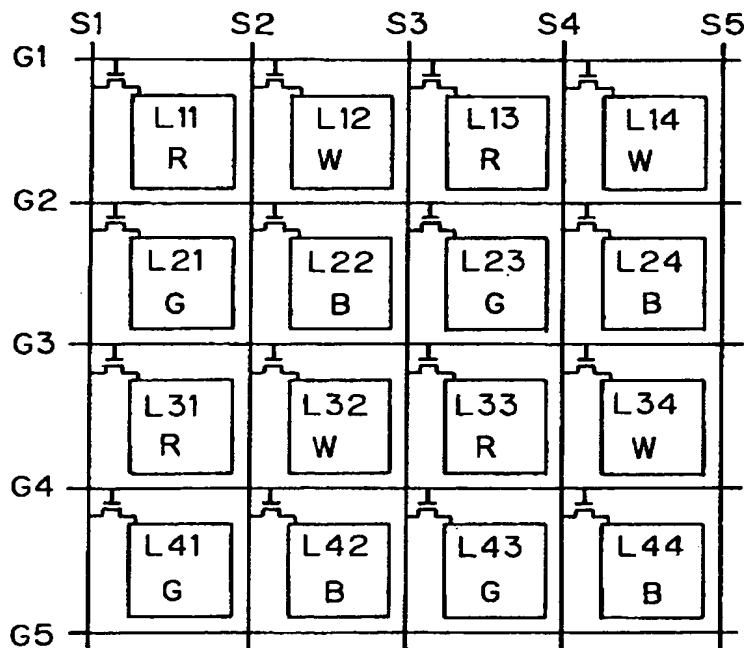 S1 S2 S3 S4 S5
G1
L11 L12 L13 L14
R W R W
G2
L21 L22 L23 L24
G B G B
G3
L31 L32 L33 L34
R W R W
G4
L41 L42 L43 L44
G B G B
G5